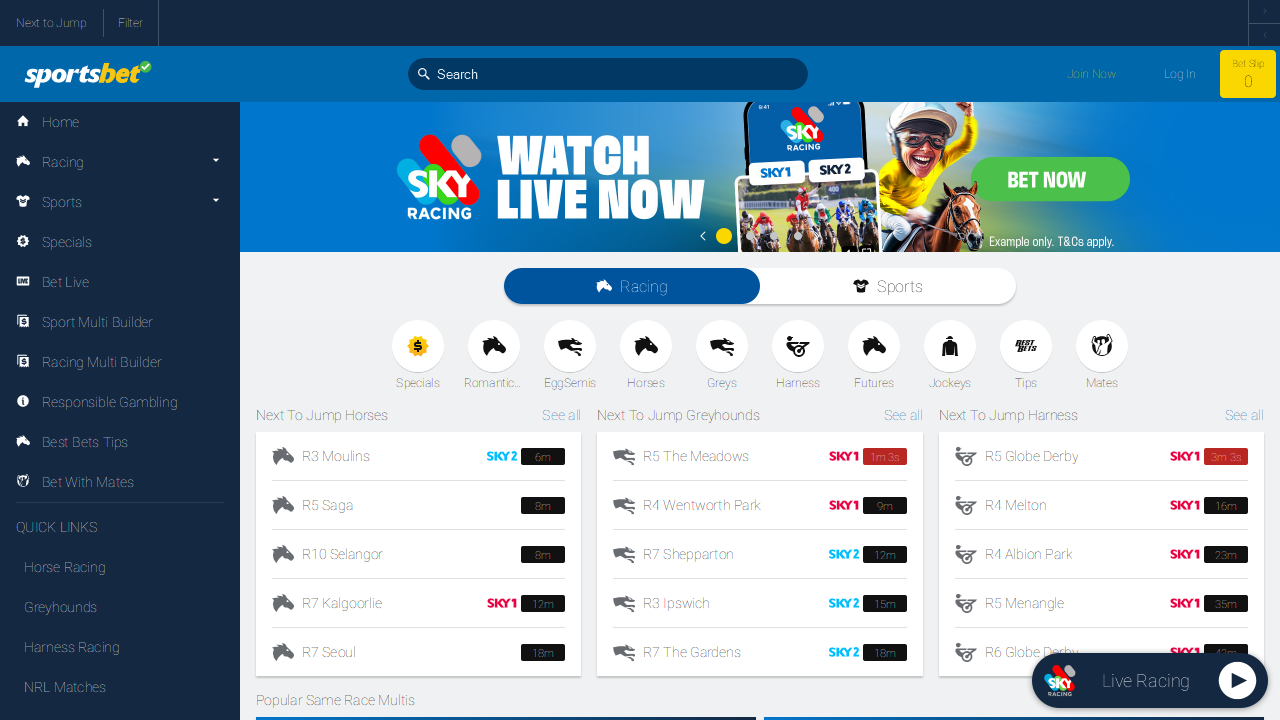 Next to Jump
Filter
sportsbet
Search
Join Now
Log In
Bet Slip
0
Home
Racing
Sports
Specials
Bet Live
Sport Multi Builder
Racing Multi Builder
Responsible Gambling
Best Bets Tips
Bet With Mates
QUICK LINKS
Horse Racing
Greyhounds
Harness Racing
NRL Matches
SKY
RACING
WATCH
LIVE NOW
9:41
SKY
RACING
SKY1
SKY2
BET NOW
Example only. T&Cs apply.
Racing
Sports
Specials
Romantic...
EggSemis
Horses
Greys
Harness
Futures
Jockeys
BEST BETS
Tips
Mates
Next To Jump Horses
See all
R3 Moulins
SKY2
6m
R5 Saga
8m
R10 Selangor
8m
R7 Kalgoorlie
SKY1
12m
R7 Seoul
18m
Next To Jump Greyhounds
See all
R5 The Meadows
SKY1
1m 3s
R4 Wentworth Park
SKY1
9m
R7 Shepparton
SKY2
12m
R3 Ipswich
SKY2
15m
R7 The Gardens
SKY2
18m
Next To Jump Harness
See all
R5 Globe Derby
SKY1
3m 3s
R4 Melton
SKY1
16m
R4 Albion Park
SKY1
23m
R5 Menangle
SKY1
35m
R6 Globe Derby
SKY1
42m
SKY
RACING
Live Racing
Popular Same Race Multis